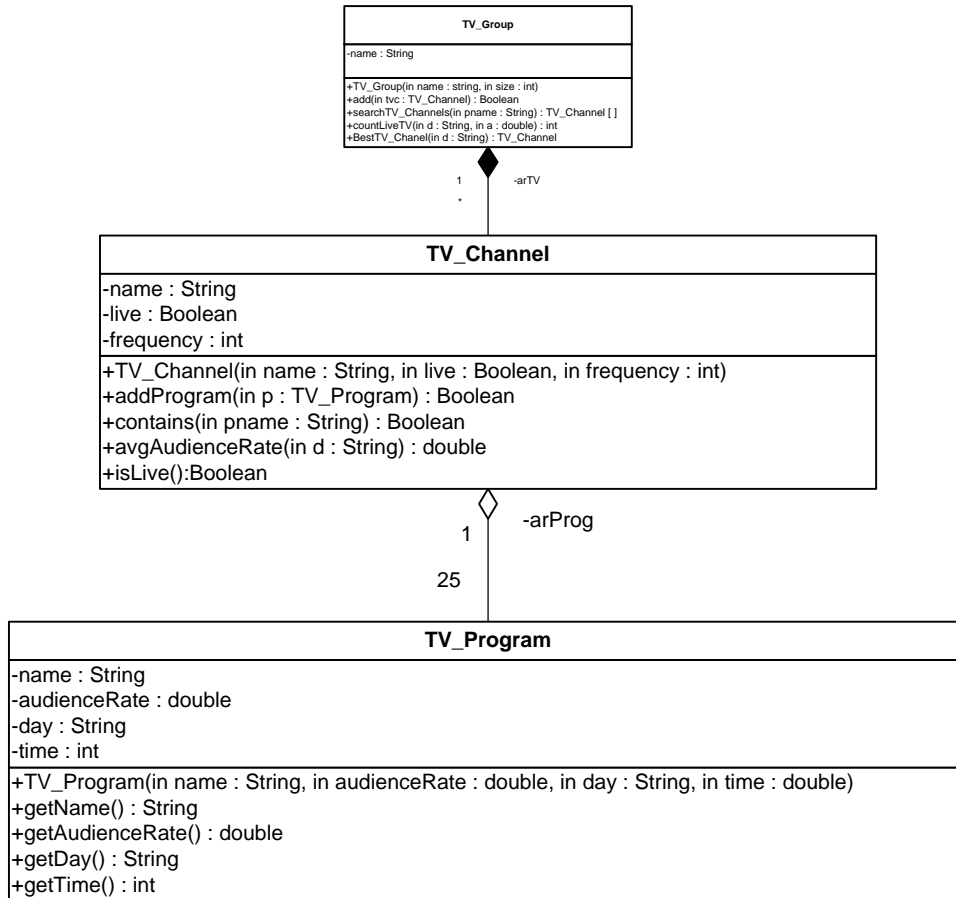 TV_Group
-name : String
+TV_Group(in name : string, in size : int)
+add(in tvc : TV_Channel) : Boolean
+searchTV_Channels(in pname : String) : TV_Channel [ ]
+countLiveTV(in d : String, in a : double) : int
+BestTV_Chanel(in d : String) : TV_Channel
1 -arTV
*
TV_Channel
-name : String
-live : Boolean
-frequency : int
+TV_Channel(in name : String, in live : Boolean, in frequency : int)
+addProgram(in p : TV_Program) : Boolean
+contains(in pname : String) : Boolean
+avgAudienceRate(in d : String) : double
+isLive():Boolean
-arProg
1
25
TV_Program
-name : String
-audienceRate : double
-day : String
-time : int
+TV_Program(in name : String, in audienceRate : double, in day : String, in time : double)
+getName() : String
+getAudienceRate() : double
+getDay() : String
+getTime() : int